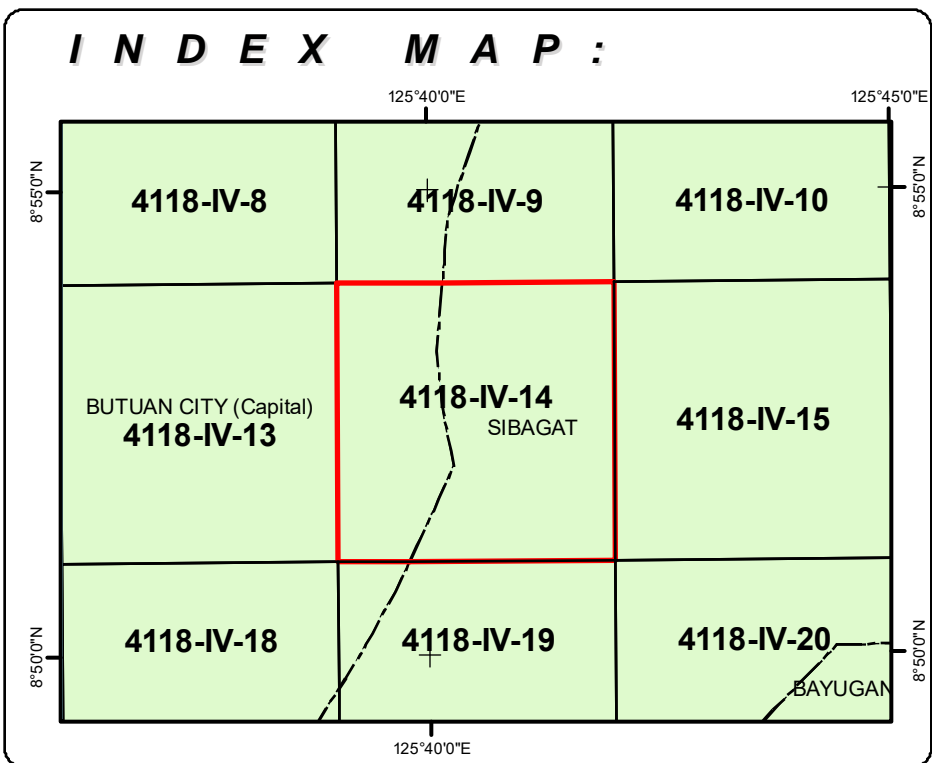 INDEX MAP:
125°40'0"E
125°45'0"E
8°55'0"N
8°55'0"N
4118-IV-8
4118-IV-9
4118-IV-10
BUTUAN CITY (Capital)
4118-IV-13
4118-IV-14
SIBAGAT
4118-IV-15
4118-IV-18
4118-IV-19
4118-IV-20
BAYUGAN
8°50'0"N
8°50'0"N
125°40'0"E